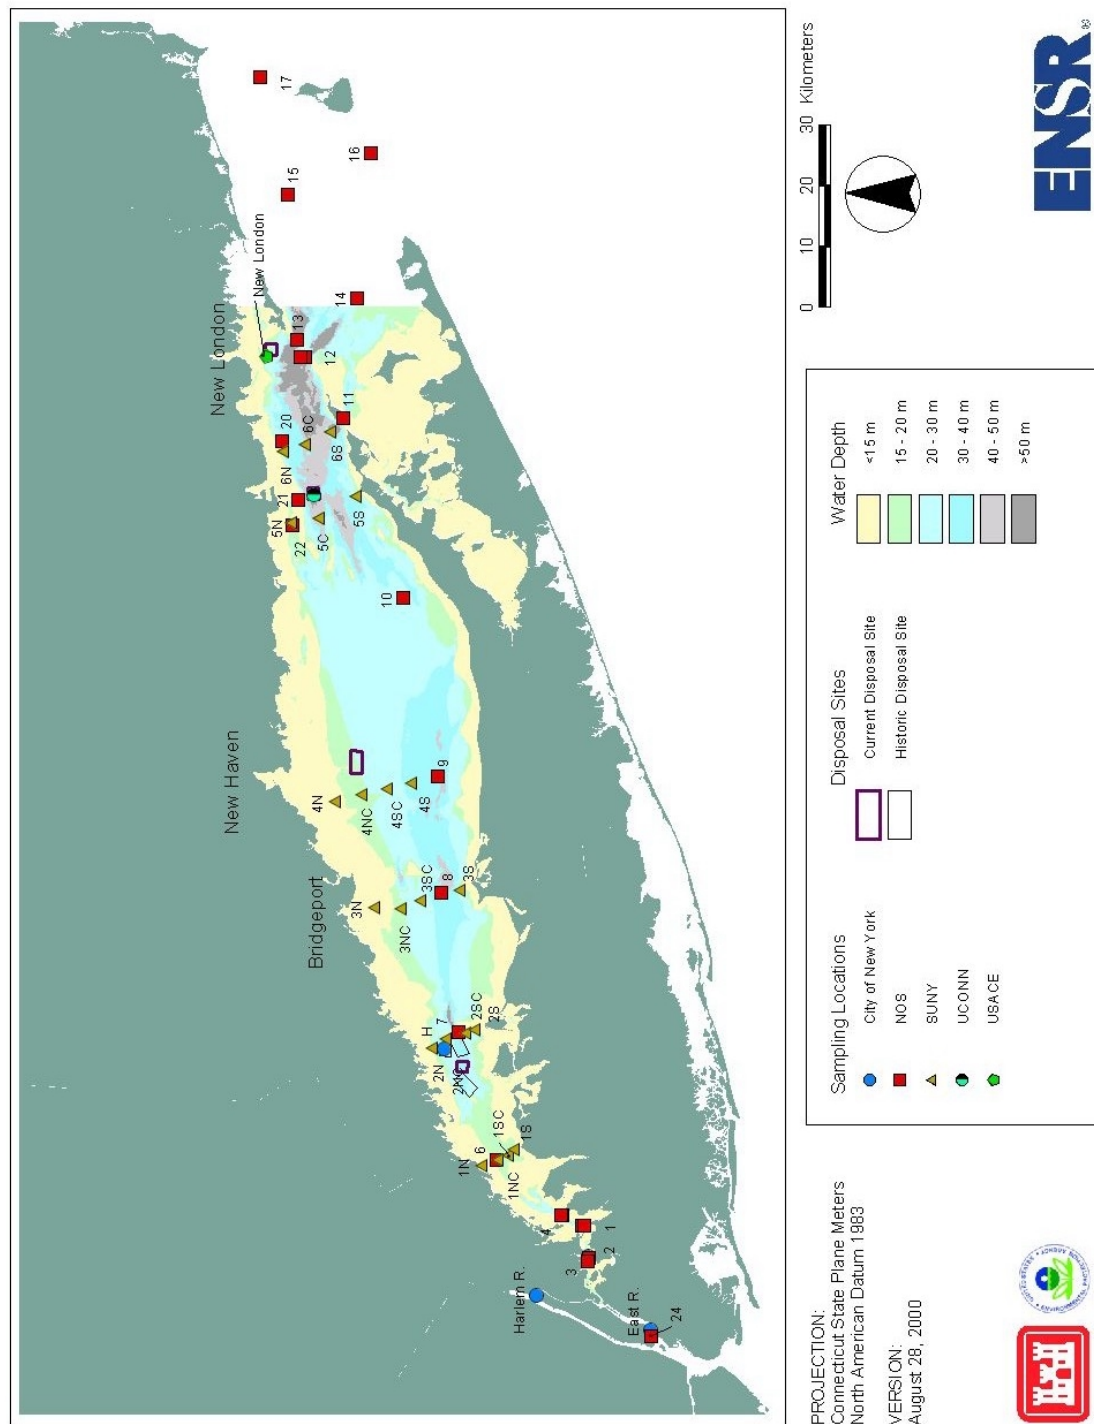 New London
New London
New Haven
Bridgeport
Harlem R.
East R.
17
15
16
14
13
12
20
11
6C
6N
6S
21
5N
22
5C
5S
10
4N
4NC
4SC
4S
9
3N
3NC
3SC
8
3S
H
7
2N
2SC
2S
1N
6
1SC
1S
1NC
4
1
2
3
24
PROJECTION:
Connecticut State Plane Meters
North American Datum 1983
VERSION:
August 28, 2000
Sampling Locations
City of New York
NOS
SUNY
UCONN
USACE
Disposal Sites
Current Disposal Site
Historic Disposal Site
Water Depth
<15 m
15 - 20 m
20 - 30 m
30 - 40 m
40 - 50 m
>50 m
0 10 20 30 Kilometers
ENSR®